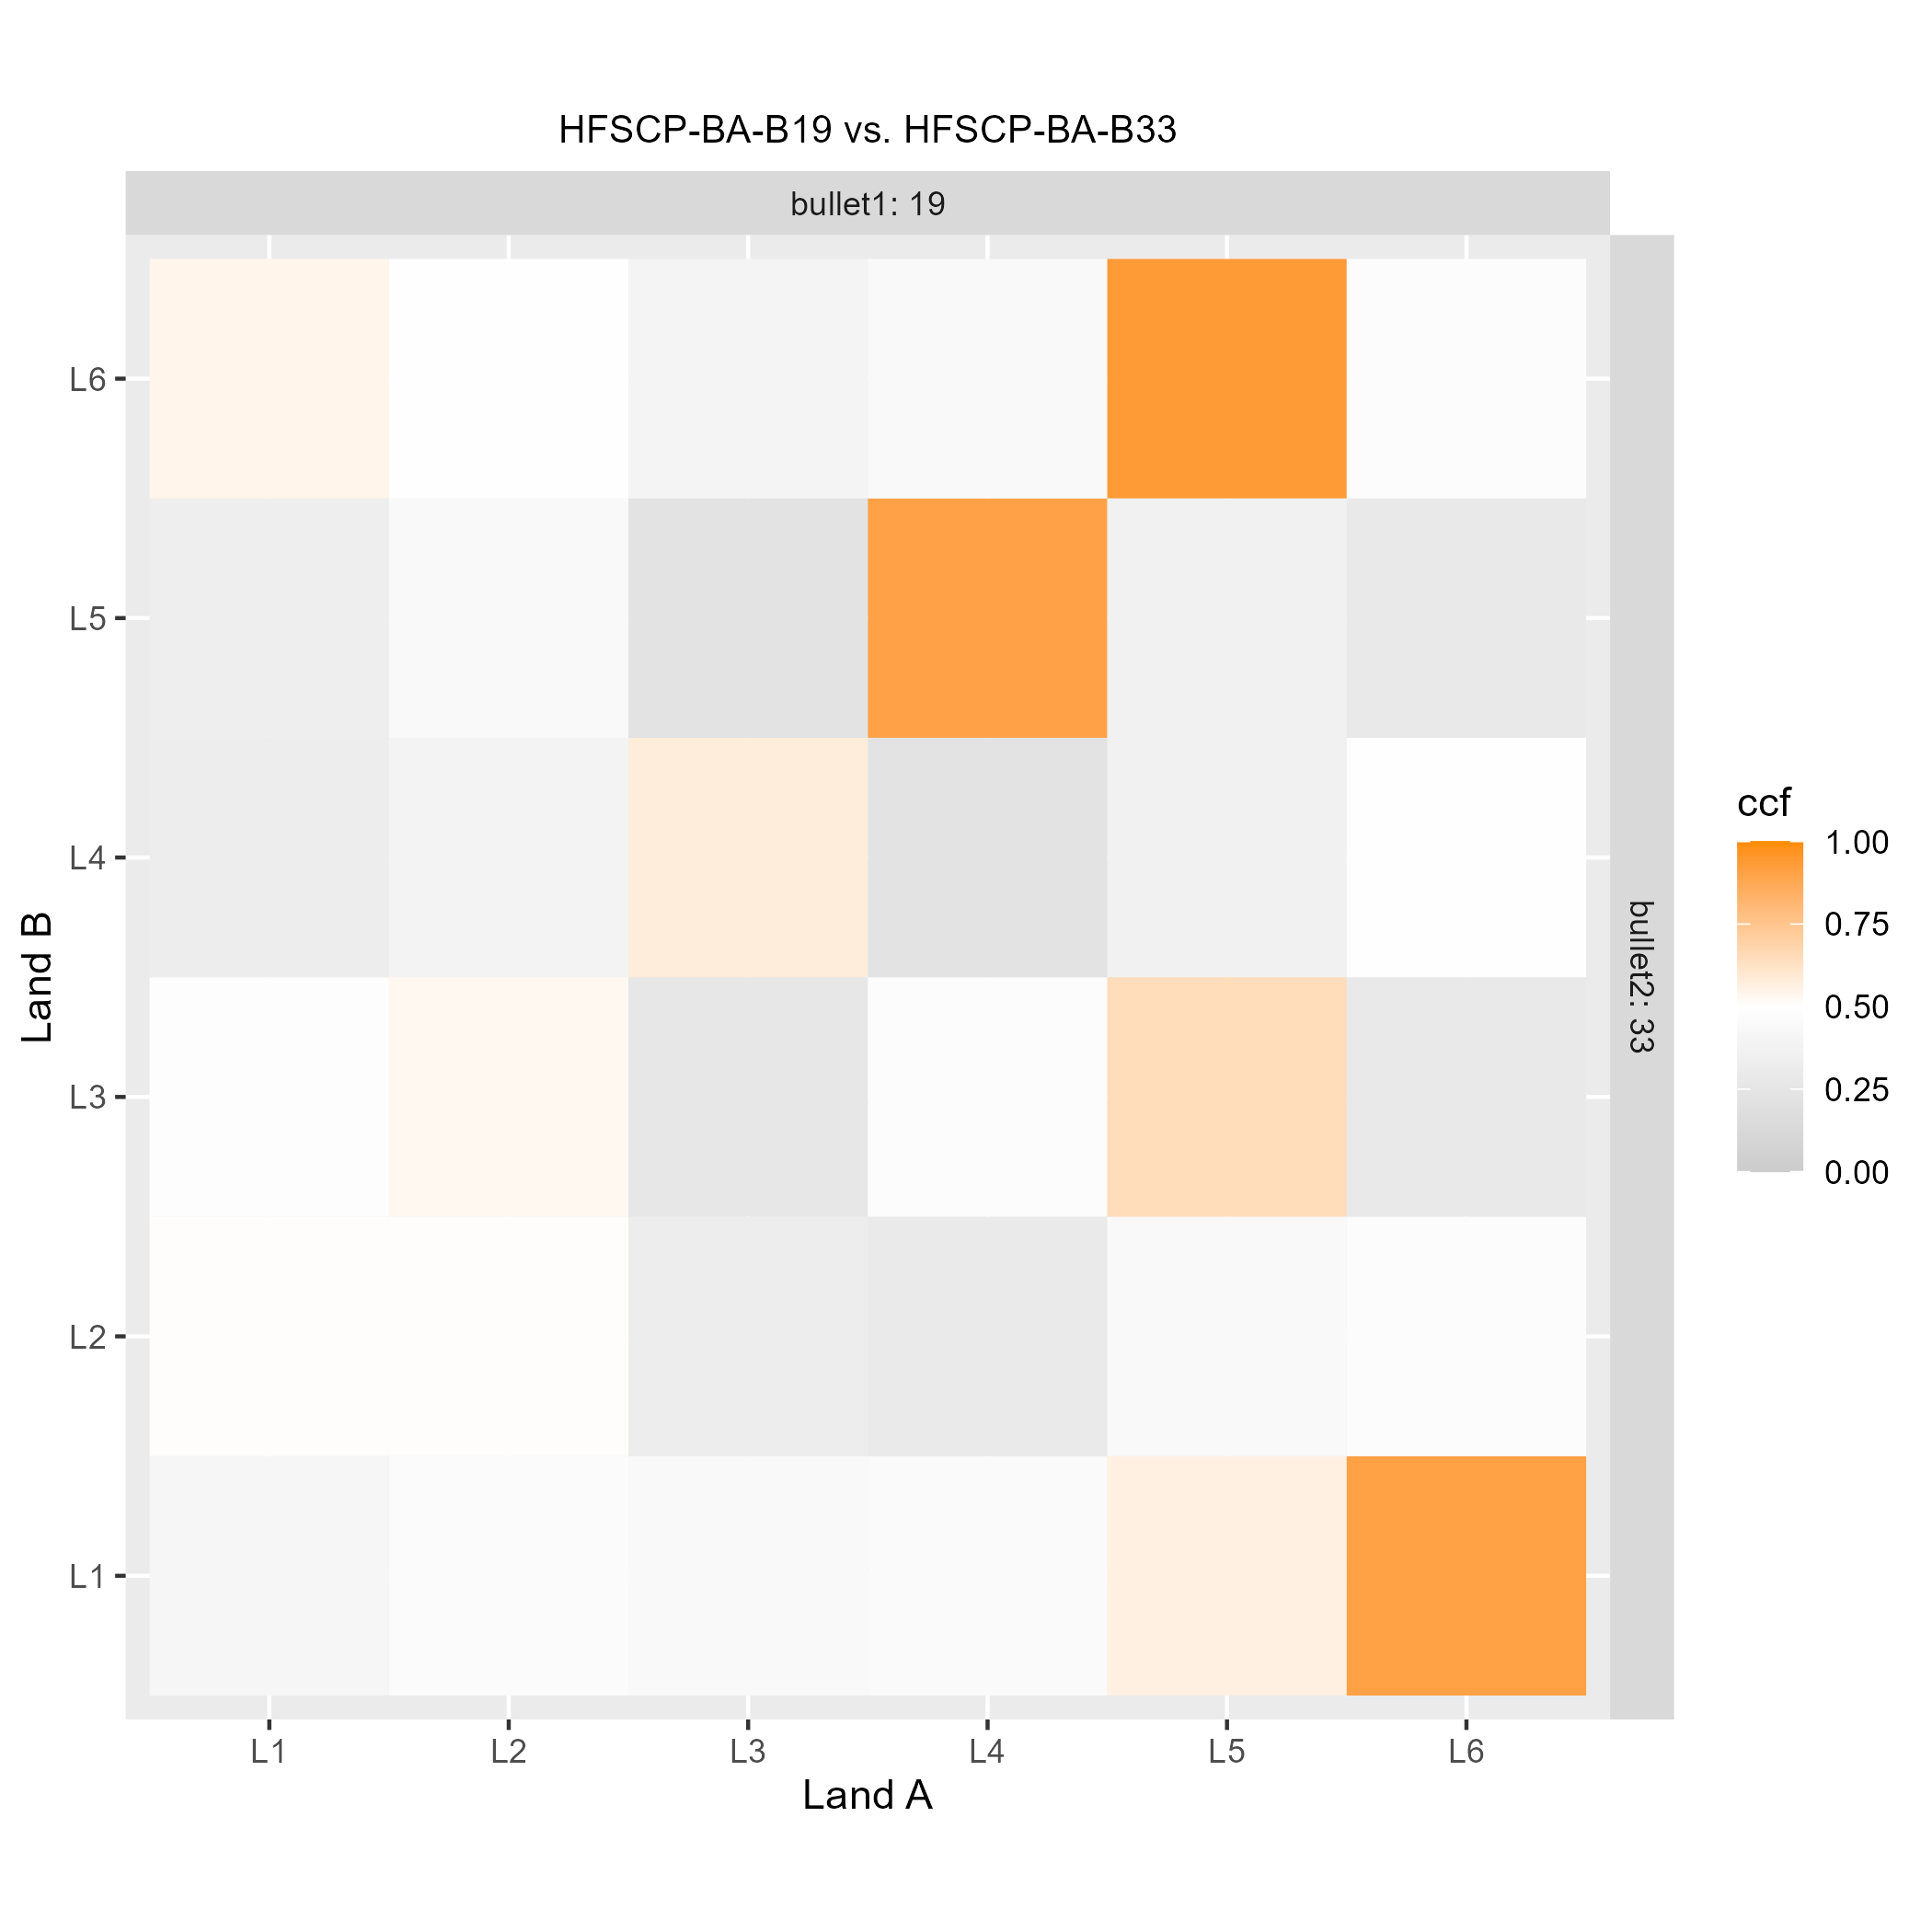 HFSCP-BA-B19 vs. HFSCP-BA-B33
bullet1: 19
L6
L5
L4
L3
L2
L1
Land B
bullet2: 33
L1 L2 L3 L4 L5 L6
Land A
ccf
1.00
0.75
0.50
0.25
0.00